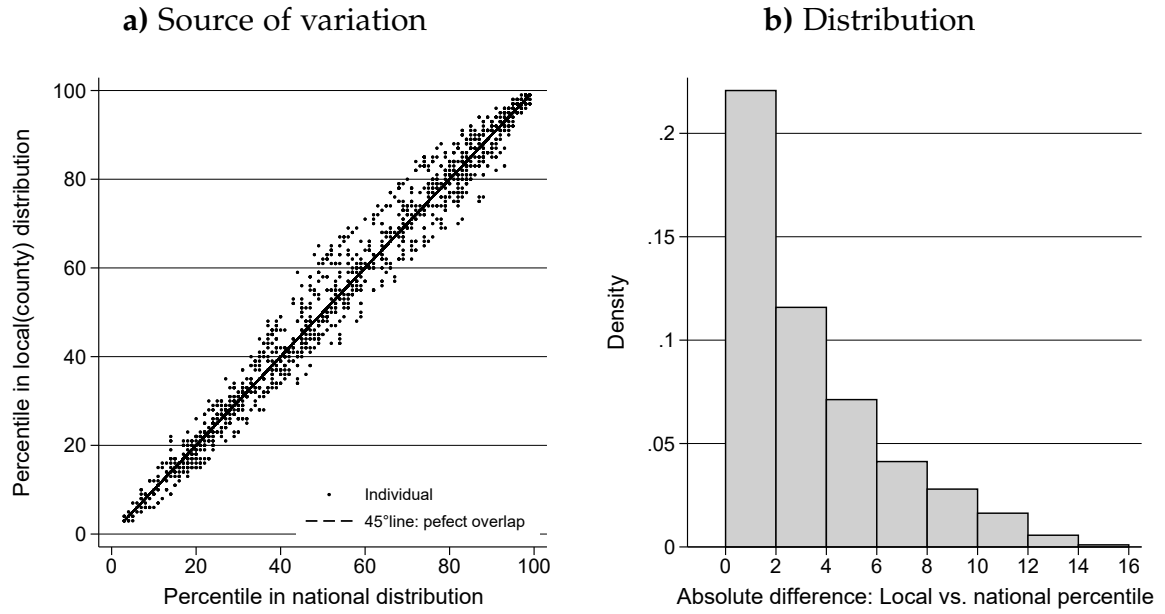 a) Source of variation
Percentile in local(county) distribution
100
80
60
40
20
0
Individual
45°line: pefect overlap
0 20 40 60 80 100
Percentile in national distribution
b) Distribution
Density
.2
.15
.1
.05
0
0 2 4 6 8 10 12 14 16
Absolute difference: Local vs. national percentile